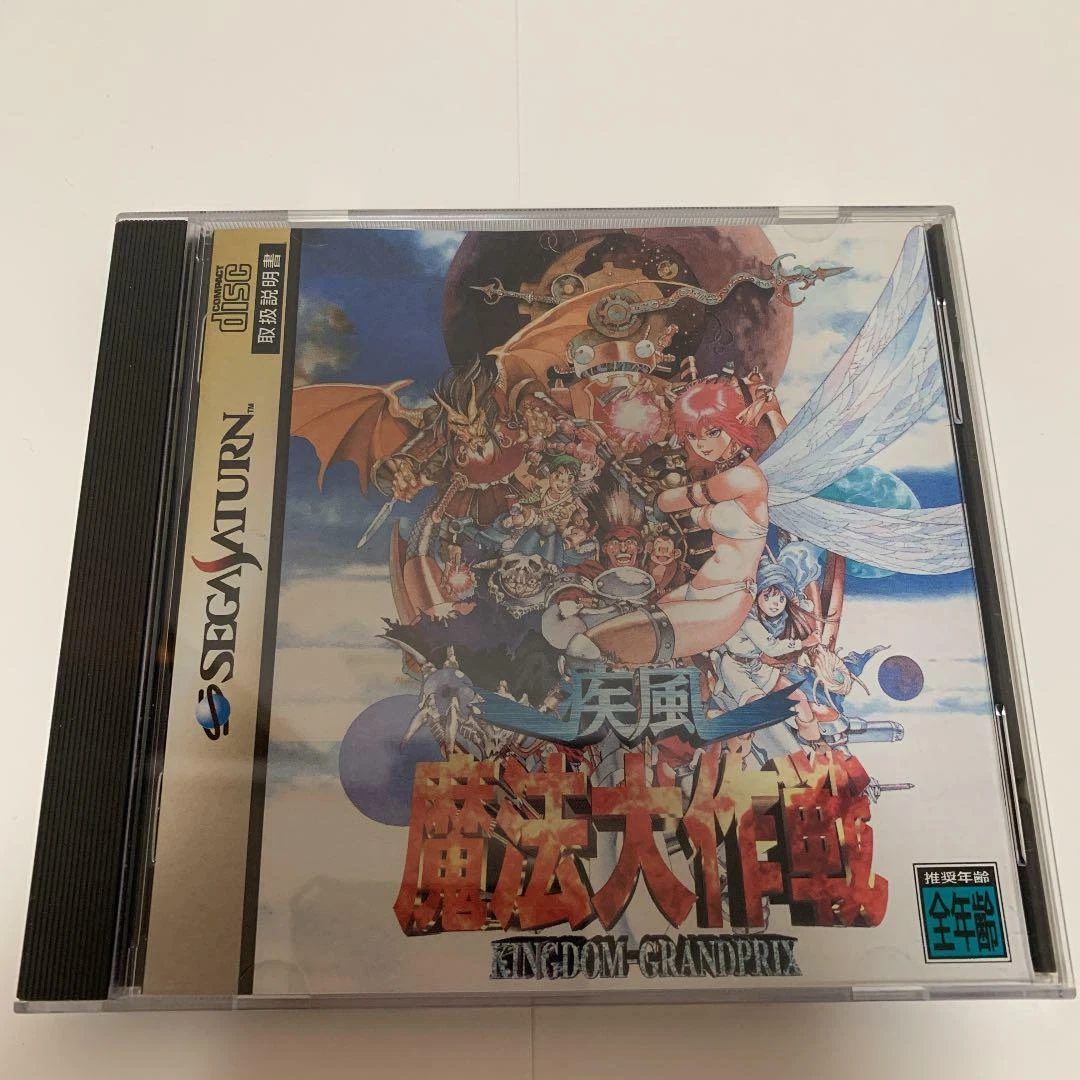 COMPACT
disc
取扱説明書
SEGA SATURN™
疾風
魔法大作戦
KINGDOM-GRANDPRIX
推奨年齢
全年齢